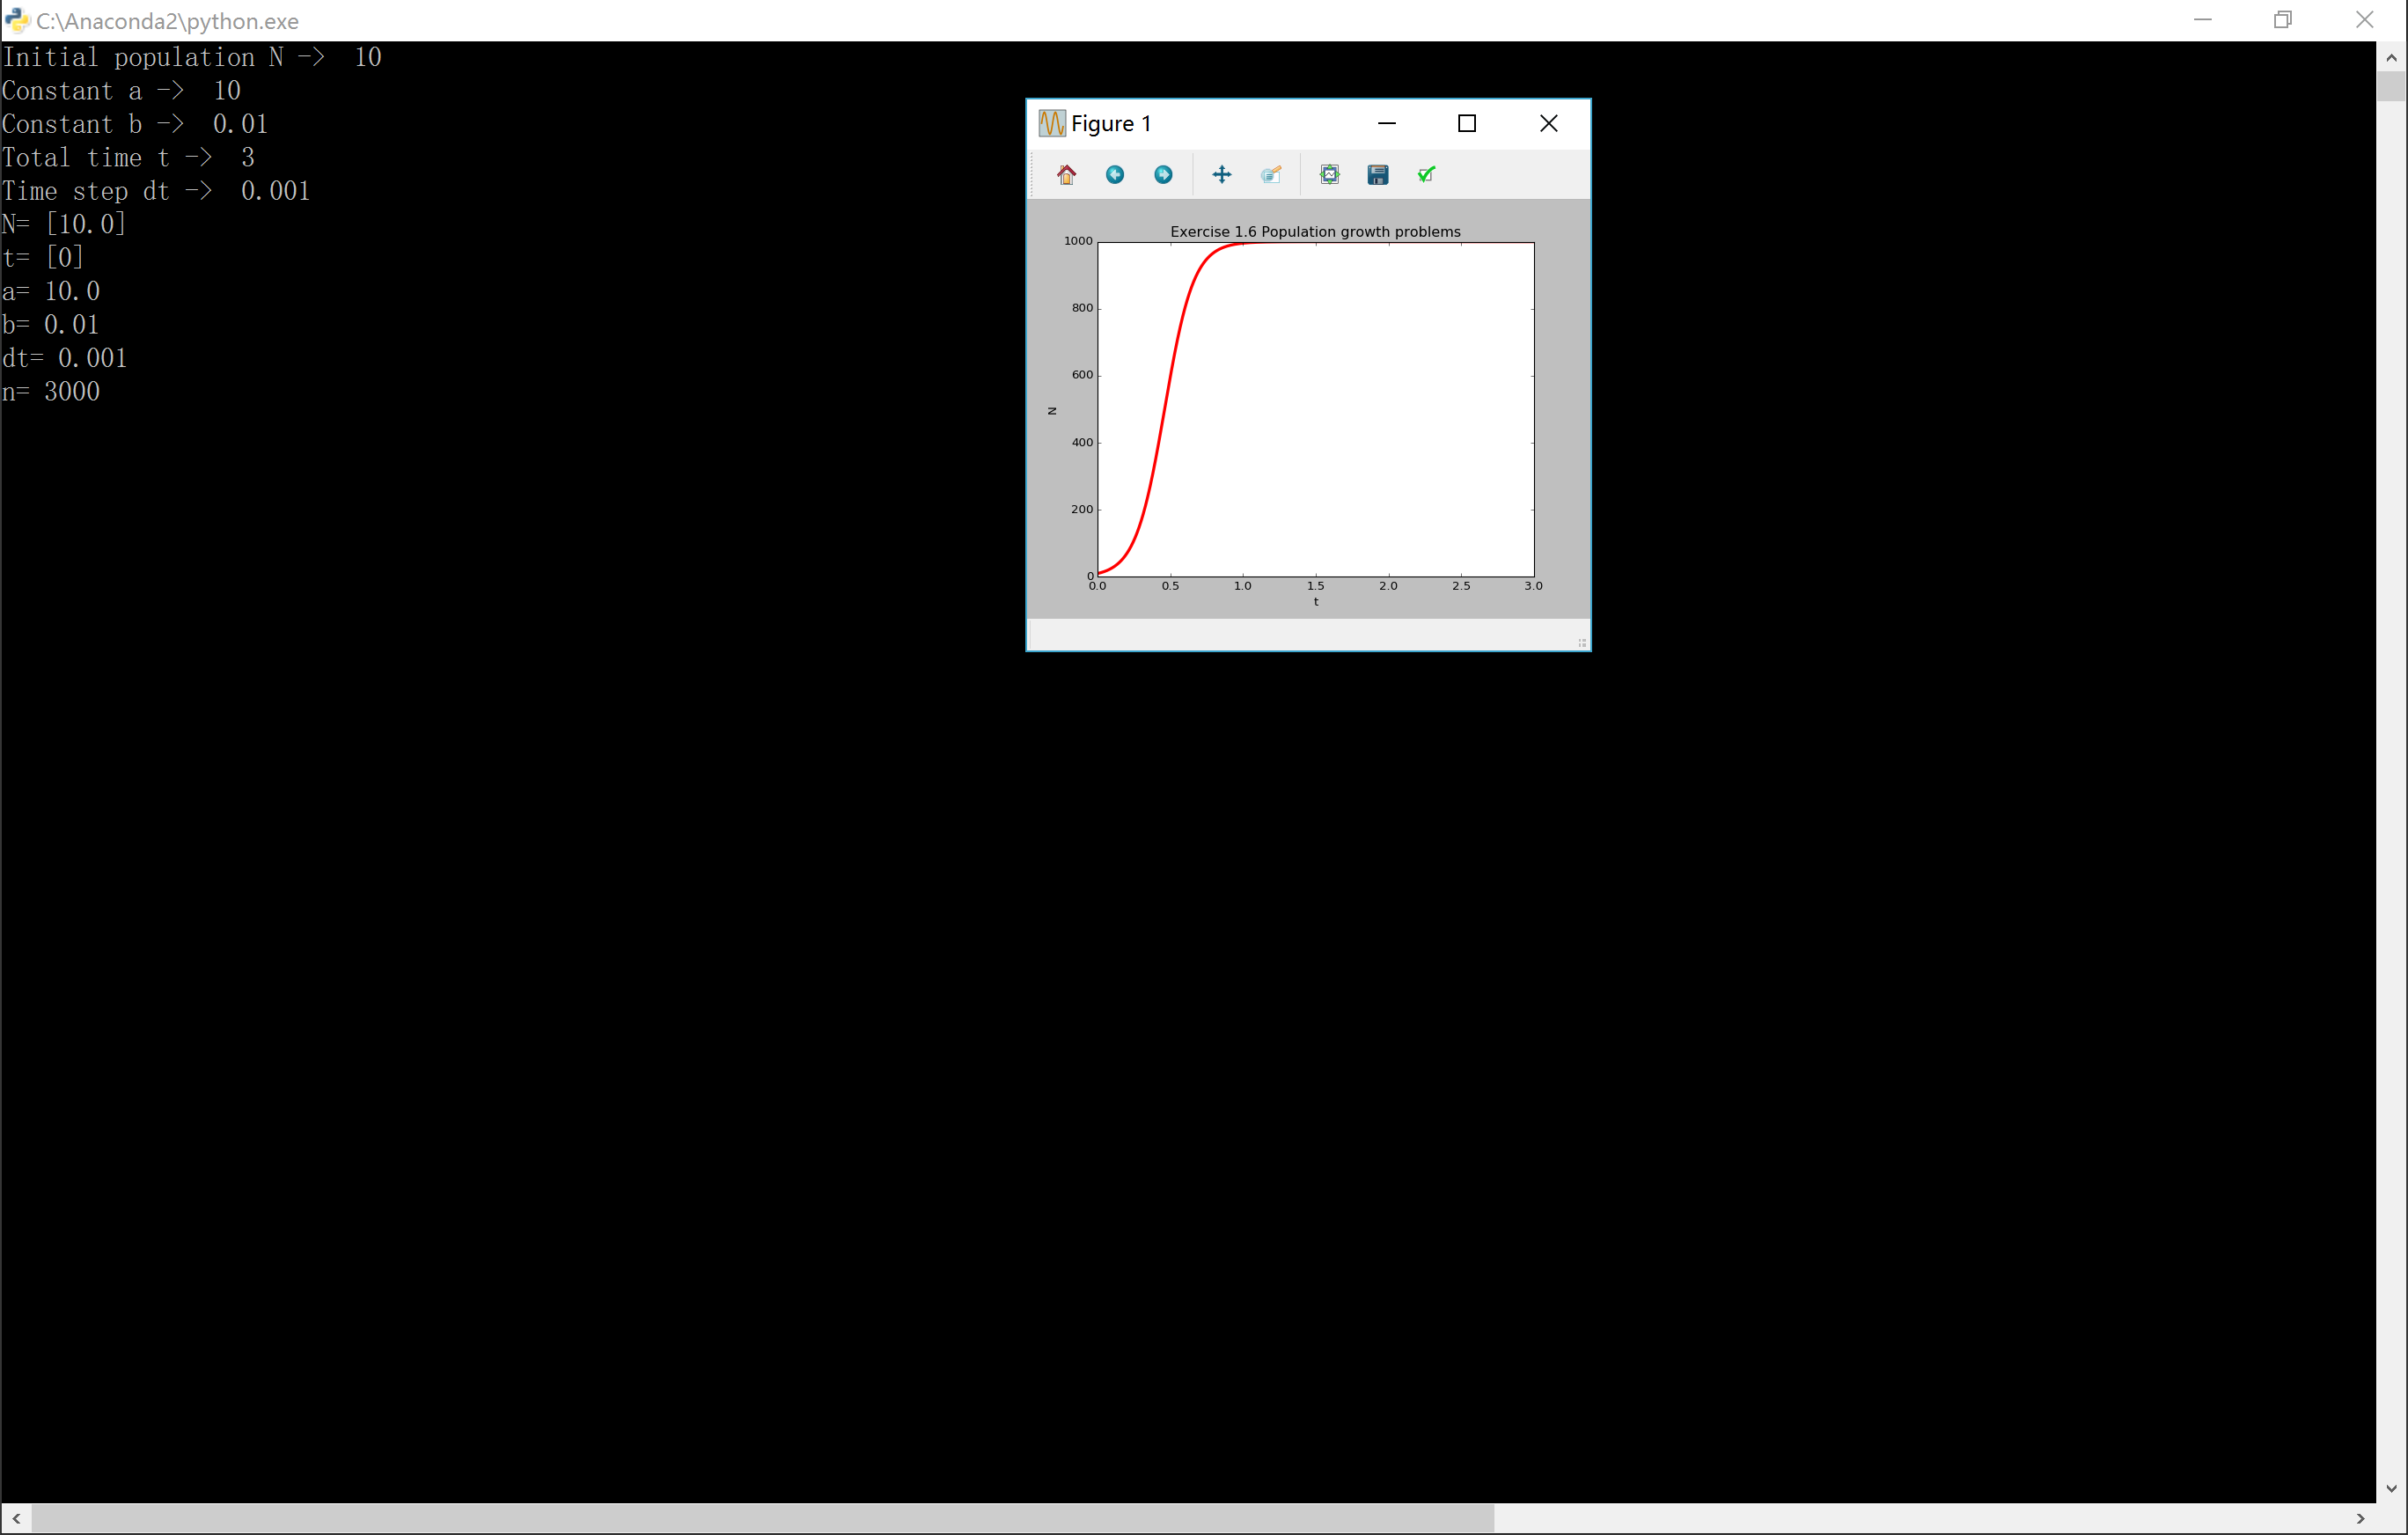 C:\Anaconda2\python.exe
Initial population N -> 10
Constant a -> 10
Constant b -> 0.01
Total time t -> 3
Time step dt -> 0.001
N= [10.0]
t= [0]
a= 10.0
b= 0.01
dt= 0.001
n= 3000
Figure 1
Exercise 1.6 Population growth problems
1000
800
600
N
400
200
0
0.0 0.5 1.0 1.5 2.0 2.5 3.0
t